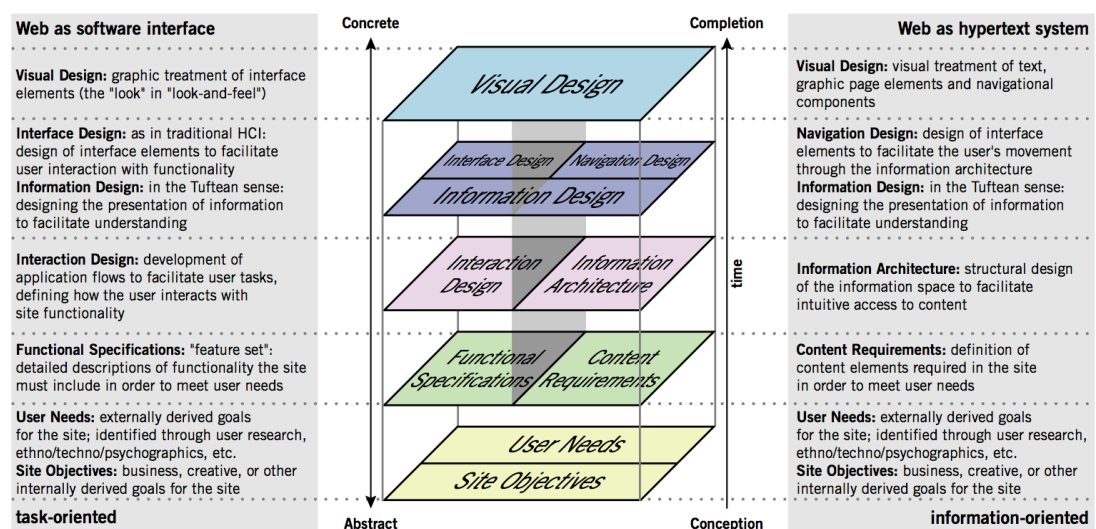 Web as software interface
Visual Design: graphic treatment of interface
elements (the "look" in "look-and-feel")
Interface Design: as in traditional HCI:
design of interface elements to facilitate
user interaction with functionality
Information Design: in the Tuftean sense:
designing the presentation of information
to facilitate understanding
Interaction Design: development of
application flows to facilitate user tasks,
defining how the user interacts with
site functionality
Functional Specifications: "feature set":
detailed descriptions of functionality the site
must include in order to meet user needs
User Needs: externally derived goals
for the site; identified through user research,
ethno/techno/psychographics, etc.
Site Objectives: business, creative, or other
internally derived goals for the site
task-oriented
Concrete
Completion
Visual Design
Interface Design
Navigation Design
Information Design
Interaction
Design
Information
Architecture
time
Functional
Specifications
Content
Requirements
User Needs
Site Objectives
Abstract
Conception
Web as hypertext system
Visual Design: visual treatment of text,
graphic page elements and navigational
components
Navigation Design: design of interface
elements to facilitate the user's movement
through the information architecture
Information Design: in the Tuftean sense:
designing the presentation of information
to facilitate understanding
Information Architecture: structural design
of the information space to facilitate
intuitive access to content
Content Requirements: definition of
content elements required in the site
in order to meet user needs
User Needs: externally derived goals
for the site; identified through user research,
ethno/techno/psychographics, etc.
Site Objectives: business, creative, or other
internally derived goals for the site
information-oriented